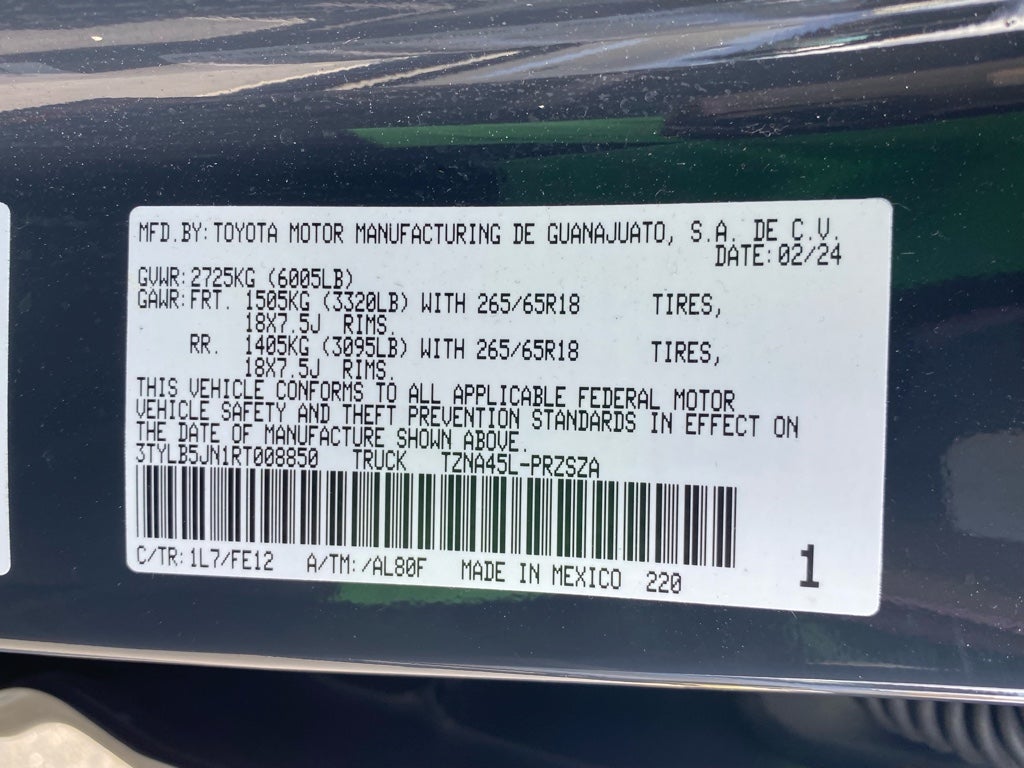 MFD.BY:TOYOTA MOTOR MANUFACTURING DE GUANAJUATO, S.A. DE C.V.
DATE:02/24
GVWR:2725KG (6005LB)
GAWR:FRT. 1505KG (3320LB) WITH 265/65R18 TIRES,
18X7.5J RIMS.
RR. 1405KG (3095LB) WITH 265/65R18 TIRES,
18X7.5J RIMS.
THIS VEHICLE CONFORMS TO ALL APPLICABLE FEDERAL MOTOR
VEHICLE SAFETY AND THEFT PREVENTION STANDARDS IN EFFECT ON
THE DATE OF MANUFACTURE SHOWN ABOVE.
3TYLB5JN1RT008850 TRUCK TZNA45L-PRZSZA
C/TR:1L7/FE12 A/TM:/AL80F MADE IN MEXICO 220
1